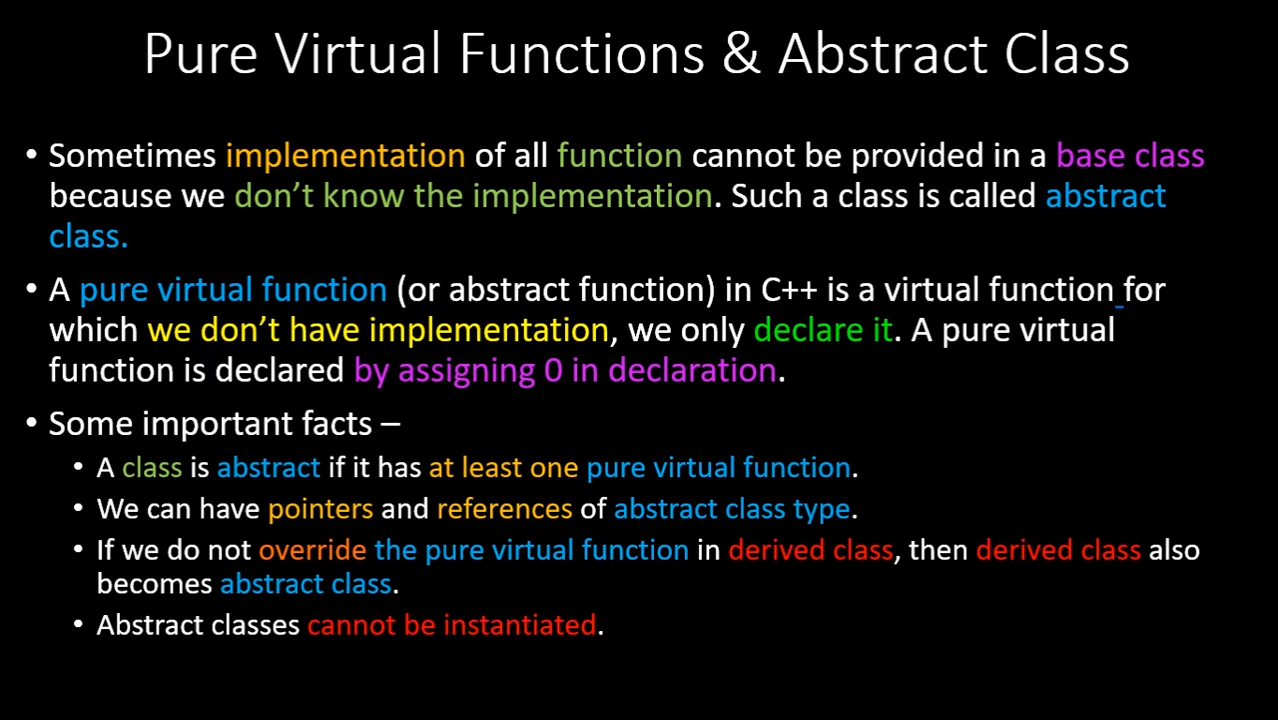 Pure Virtual Functions & Abstract Class
• Sometimes implementation of all function cannot be provided in a base class
because we don’t know the implementation. Such a class is called abstract
class.
• A pure virtual function (or abstract function) in C++ is a virtual function for
which we don’t have implementation, we only declare it. A pure virtual
function is declared by assigning 0 in declaration.
• Some important facts –
• A class is abstract if it has at least one pure virtual function.
• We can have pointers and references of abstract class type.
• If we do not override the pure virtual function in derived class, then derived class also
becomes abstract class.
• Abstract classes cannot be instantiated.